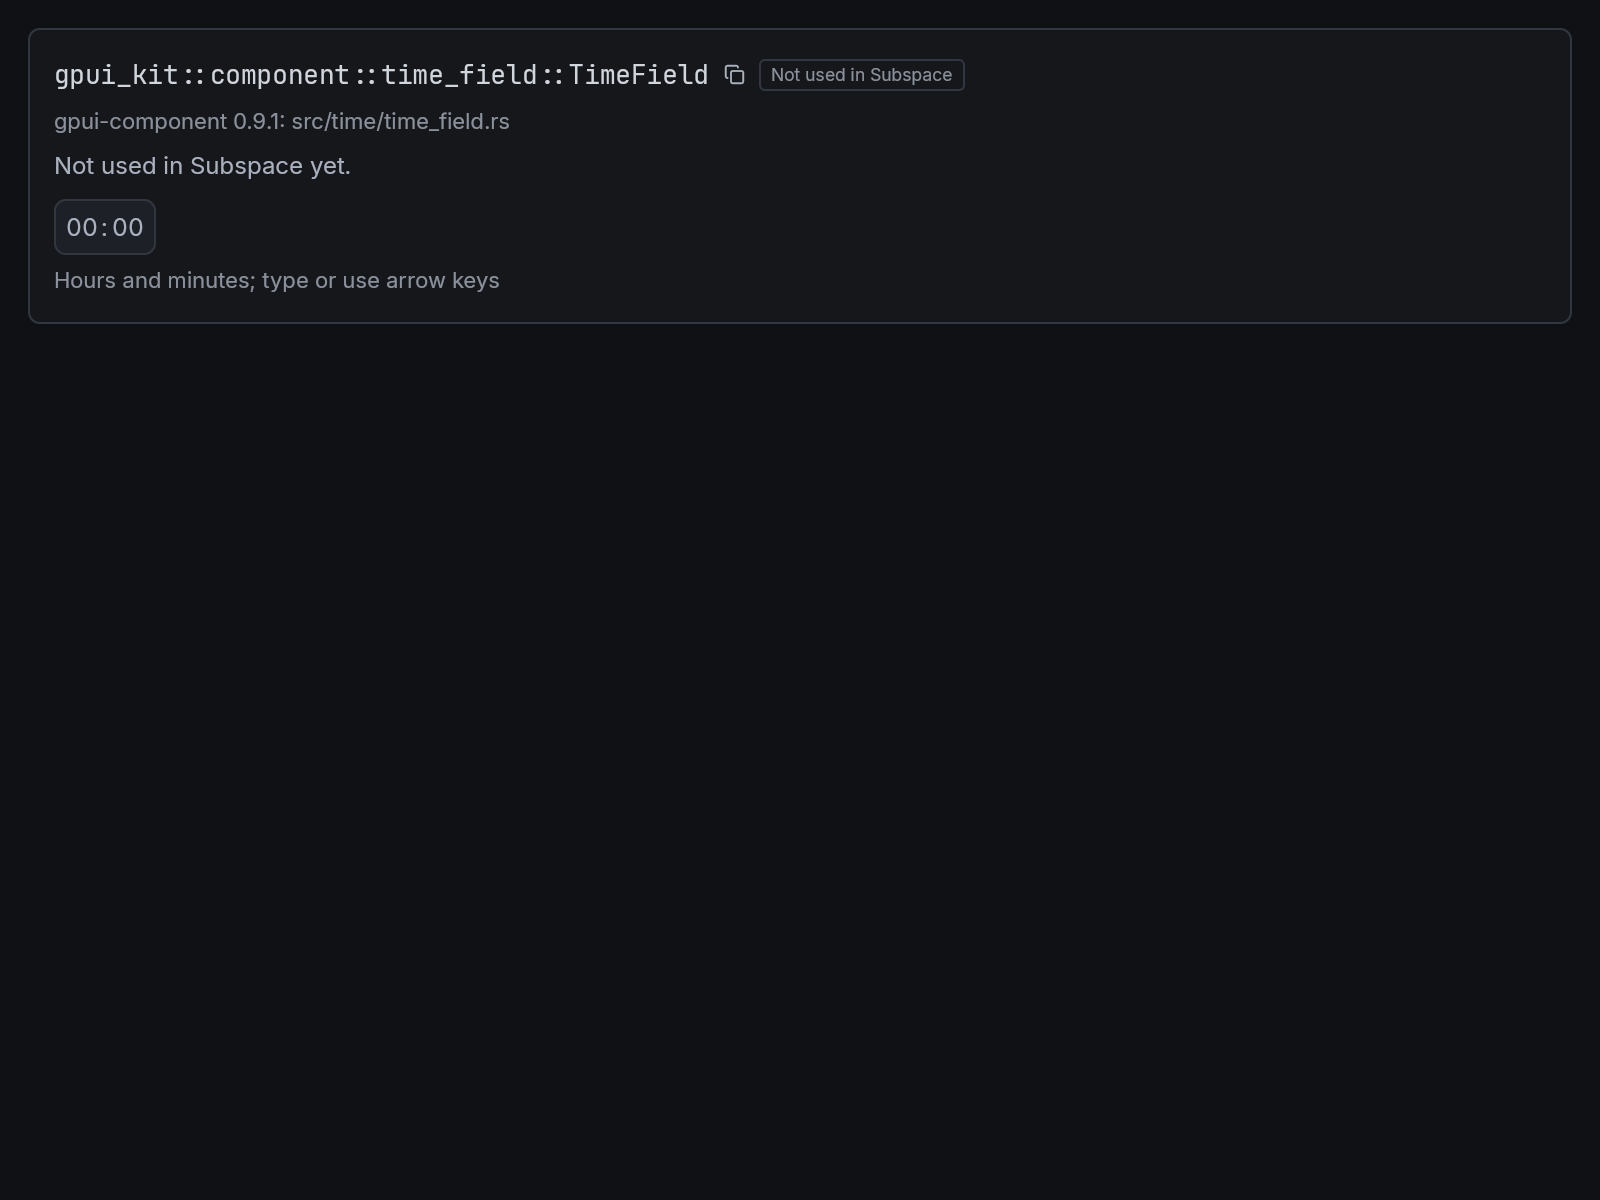 gpui_kit::component::time_field::TimeField Not used in Subspace
gpui-component 0.9.1: src/time/time_field.rs
Not used in Subspace yet.
00:00
Hours and minutes; type or use arrow keys